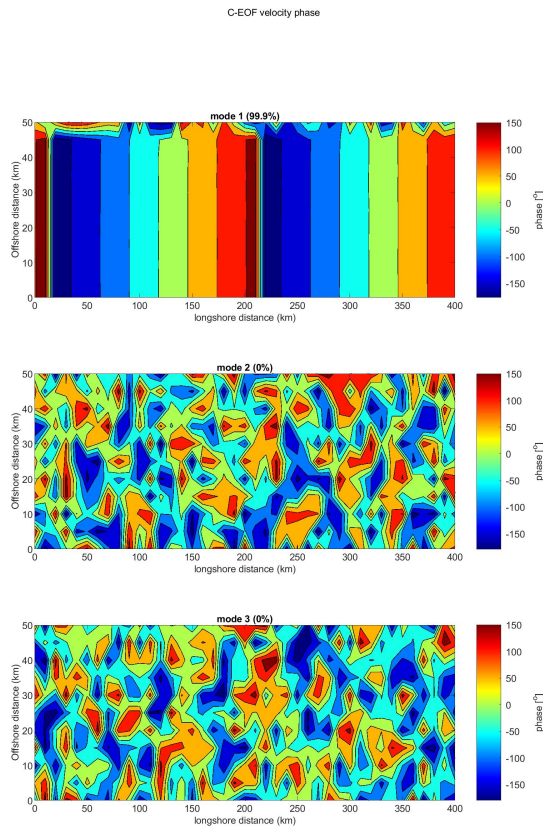 C-EOF velocity phase
mode 1 (99.9%)
50
40
30
20
10
0
Offshore distance (km)
0 50 100 150 200 250 300 350 400
longshore distance (km)
150
100
50
0
-50
-100
-150
phase [°]
mode 2 (0%)
50
40
30
20
10
0
Offshore distance (km)
0 50 100 150 200 250 300 350 400
longshore distance (km)
150
100
50
0
-50
-100
-150
phase [°]
mode 3 (0%)
50
40
30
20
10
0
Offshore distance (km)
0 50 100 150 200 250 300 350 400
longshore distance (km)
150
100
50
0
-50
-100
-150
phase [°]